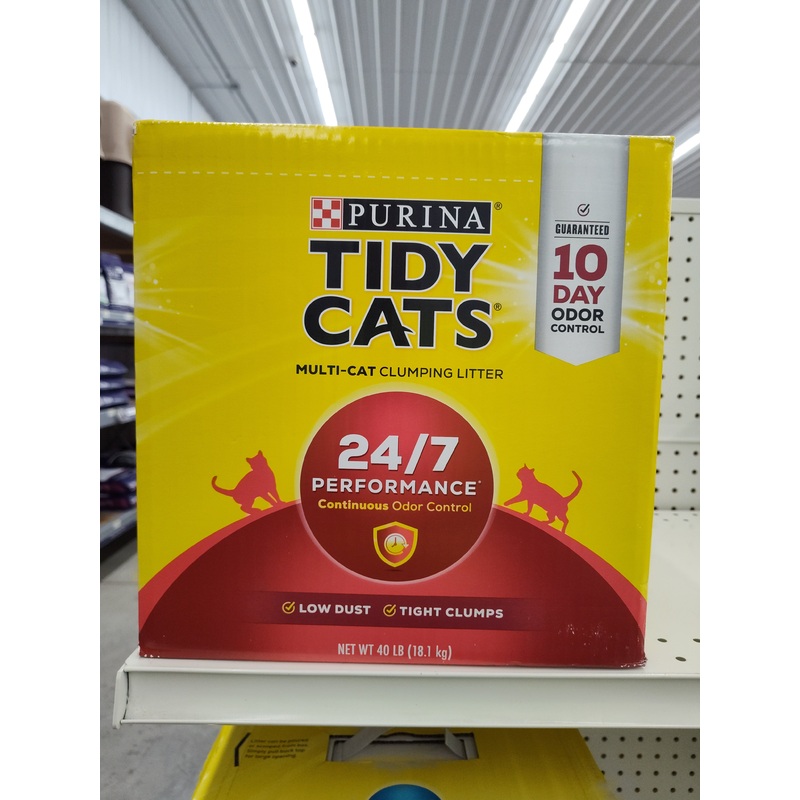 PURINA®
TIDY
CATS®
MULTI-CAT CLUMPING LITTER
GUARANTEED
10
DAY
ODOR
CONTROL
24/7
PERFORMANCE*
Continuous Odor Control
LOW DUST TIGHT CLUMPS
NET WT 40 LB (18.1 kg)